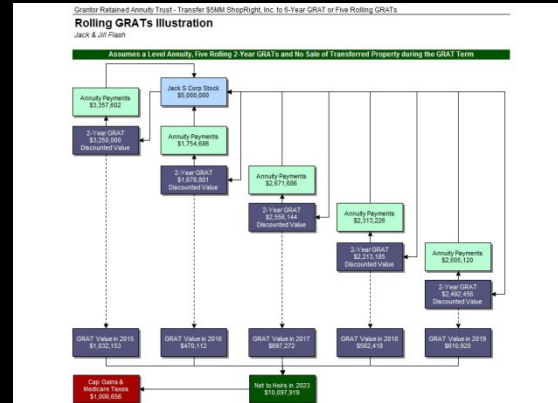 Grantor Retained Annuity Trust - Transfer $5MM ShopRight, Inc. to 6-Year GRAT or Five Rolling GRATs
Rolling GRATs Illustration
Jack & Jill Flash
Assumes a Level Annuity, Five Rolling 2-Year GRATs and No Sale of Transferred Property during the GRAT Term
Jack S Corp Stock
$5,000,000
Annuity Payments
$3,357,602
2-Year GRAT
$3,250,000
Discounted Value
Annuity Payments
$1,754,686
2-Year GRAT
$1,678,801
Discounted Value
Annuity Payments
$2,671,686
2-Year GRAT
$2,556,144
Discounted Value
Annuity Payments
$2,313,226
2-Year GRAT
$2,213,185
Discounted Value
Annuity Payments
$2,605,120
2-Year GRAT
$2,492,456
Discounted Value
GRAT Value in 2015
$1,032,153
GRAT Value in 2016
$470,112
GRAT Value in 2017
$697,272
GRAT Value in 2018
$562,418
GRAT Value in 2019
$610,920
Cap Gains &
Medicare Taxes
$1,006,656
Net to Heirs in 2023
$10,097,919